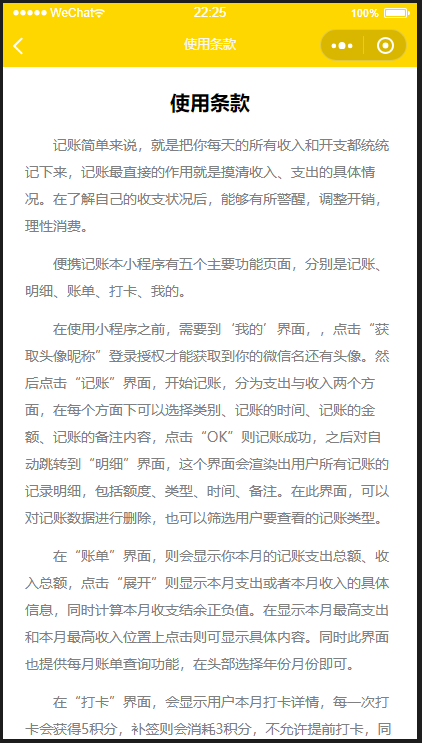 WeChat
22:25
100%
使用条款
使用条款
记账简单来说，就是把你每天的所有收入和开支都统统
记下来，记账最直接的作用就是摸清收入、支出的具体情
况。在了解自己的收支状况后，能够有所警醒，调整开销，
理性消费。
便携记账本小程序有五个主要功能页面，分别是记账、
明细、账单、打卡、我的。
在使用小程序之前，需要到‘我的’界面，，点击“获
取头像昵称”登录授权才能获取到你的微信名还有头像。然
后点击“记账”界面，开始记账，分为支出与收入两个方
面，在每个方面下可以选择类别、记账的时间、记账的金
额、记账的备注内容，点击“OK”则记账成功，之后对自
动跳转到“明细”界面，这个界面会渲染出用户所有记账的
记录明细，包括额度、类型、时间、备注。在此界面，可以
对记账数据进行删除，也可以筛选用户要查看的记账类型。
在“账单”界面，则会显示你本月的记账支出总额、收
入总额，点击“展开”则显示本月支出或者本月收入的具体
信息，同时计算本月收支结余正负值。在显示本月最高支出
和本月最高收入位置上点击则可显示具体内容。同时此界面
也提供每月账单查询功能，在头部选择年份月份即可。
在“打卡”界面，会显示用户本月打卡详情，每一次打
卡会获得5积分，补签则会消耗3积分，不允许提前打卡，同